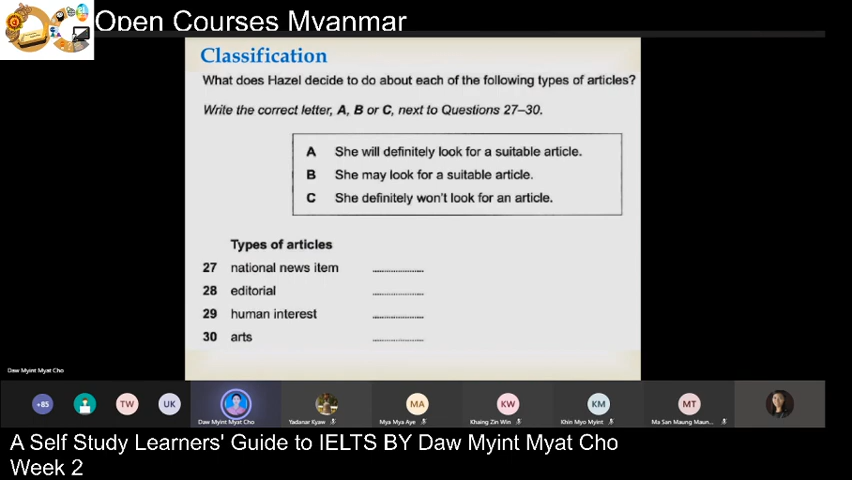 Open Courses Myanmar
Classification
What does Hazel decide to do about each of the following types of articles?
Write the correct letter, A, B or C, next to Questions 27–30.
A She will definitely look for a suitable article.
B She may look for a suitable article.
C She definitely won't look for an article.
Types of articles
27 national news item ......................
28 editorial ......................
29 human interest ......................
30 arts ......................
Daw Myint Myat Cho
+85 TW UK MA KW KM MT
Daw Myint Myat Cho Yadanar Kyaw Mya Mya Aye Khaing Zin Win Khin Myo Myint Ma San Maung Maun...
A Self Study Learners' Guide to IELTS BY Daw Myint Myat Cho
Week 2